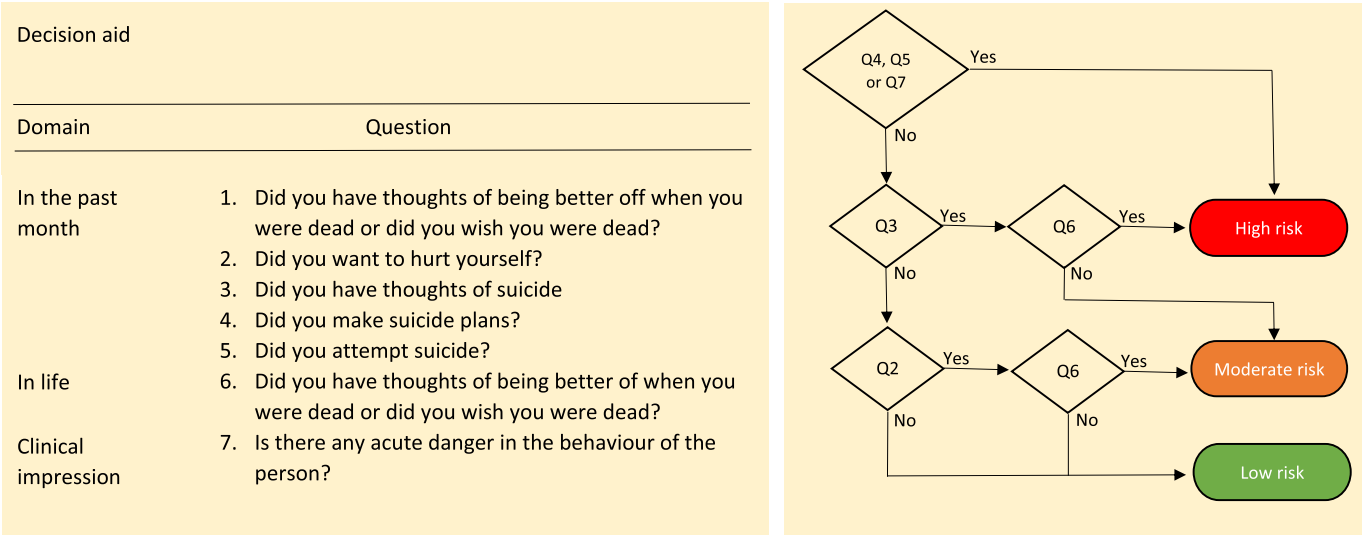 Decision aid
Domain Question
In the past month
1. Did you have thoughts of being better off when you
were dead or did you wish you were dead?
2. Did you want to hurt yourself?
3. Did you have thoughts of suicide
4. Did you make suicide plans?
5. Did you attempt suicide?
In life
6. Did you have thoughts of being better of when you
were dead or did you wish you were dead?
Clinical
impression
7. Is there any acute danger in the behaviour of the
person?
Q4, Q5
or Q7
Yes
No
Q3
Yes
Q6
Yes
High risk
No
No
Q2
Yes
Q6
Yes
Moderate risk
No
No
Low risk